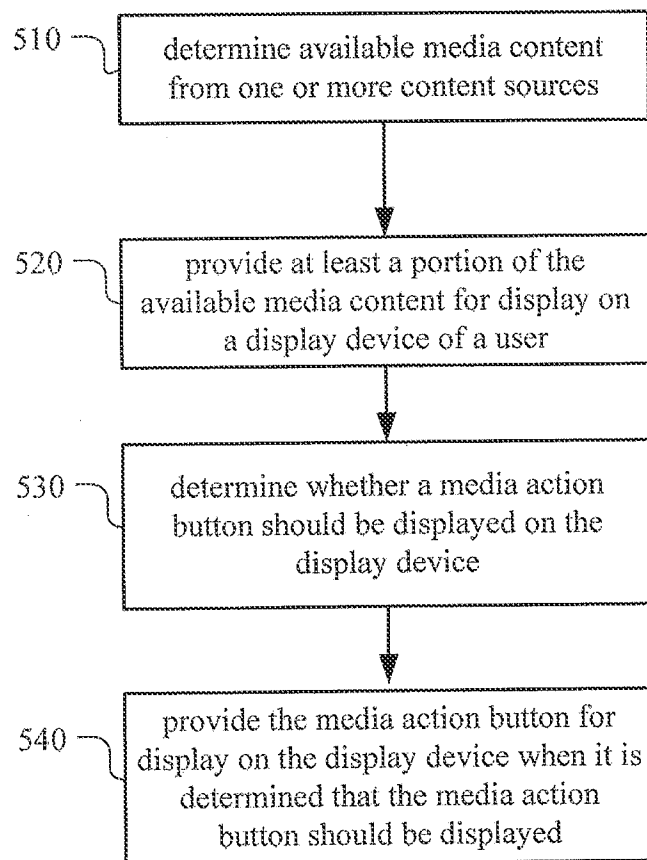 510
determine available media content
from one or more content sources
520
provide at least a portion of the
available media content for display on
a display device of a user
530
determine whether a media action
button should be displayed on the
display device
540
provide the media action button for
display on the display device when it is
determined that the media action
button should be displayed